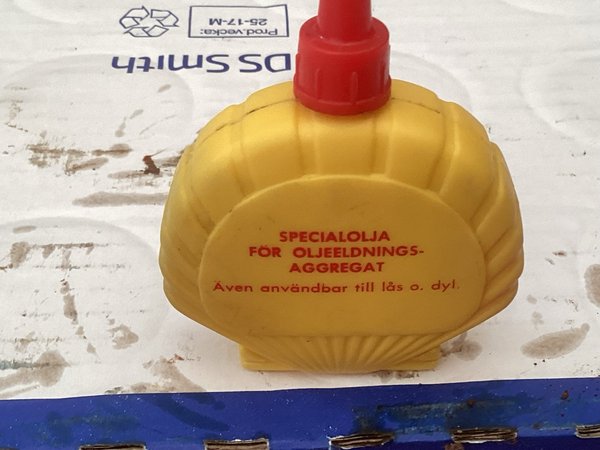 Prod.vecka:
25-17-M
DS Smith
SPECIALOLJA
FÖR OLJEELDNINGS-
AGGREGAT
Även användbar till lås o. dyl.